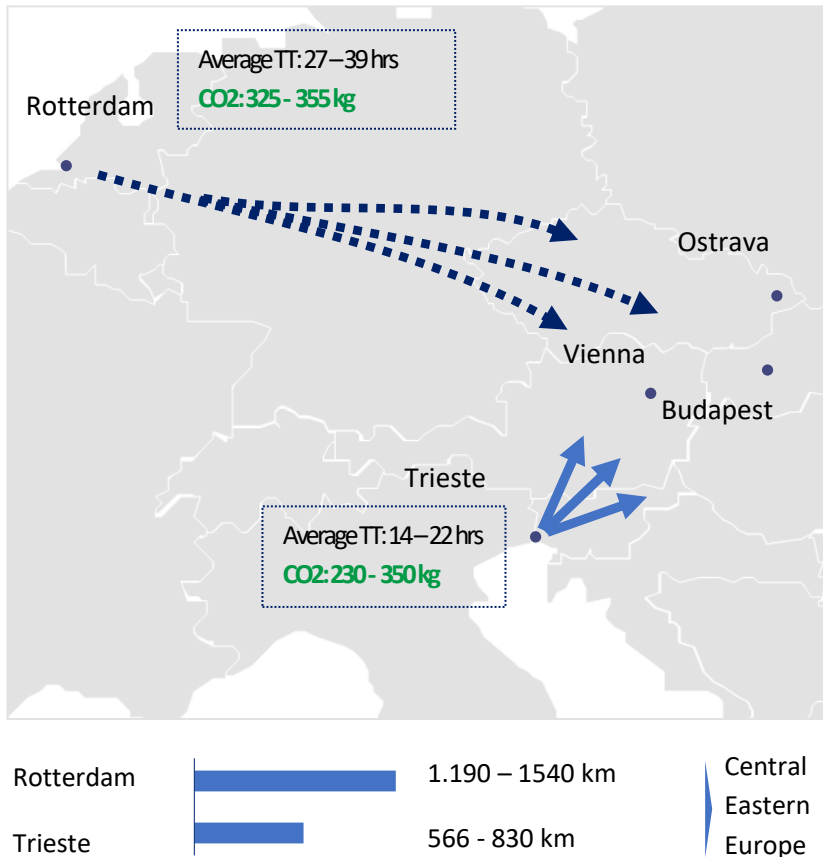 Average TT: 27 – 39 hrs
CO2: 325 - 355 kg
Rotterdam
Ostrava
Vienna
Budapest
Trieste
Average TT: 14 – 22 hrs
CO2: 230 - 350 kg
Rotterdam
1.190 – 1540 km
Trieste
566 - 830 km
Central
Eastern
Europe